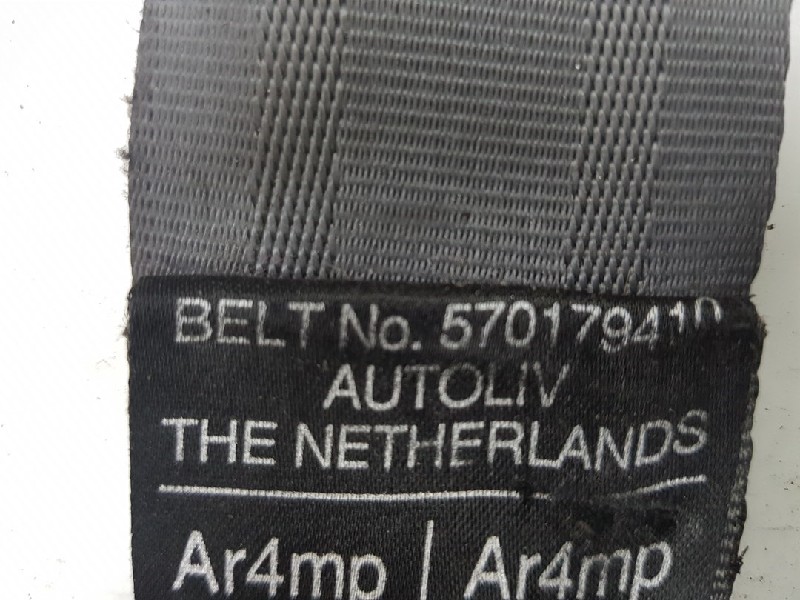 BELT No. 570179410
AUTOLIV
THE NETHERLANDS
Ar4mp | Ar4mp